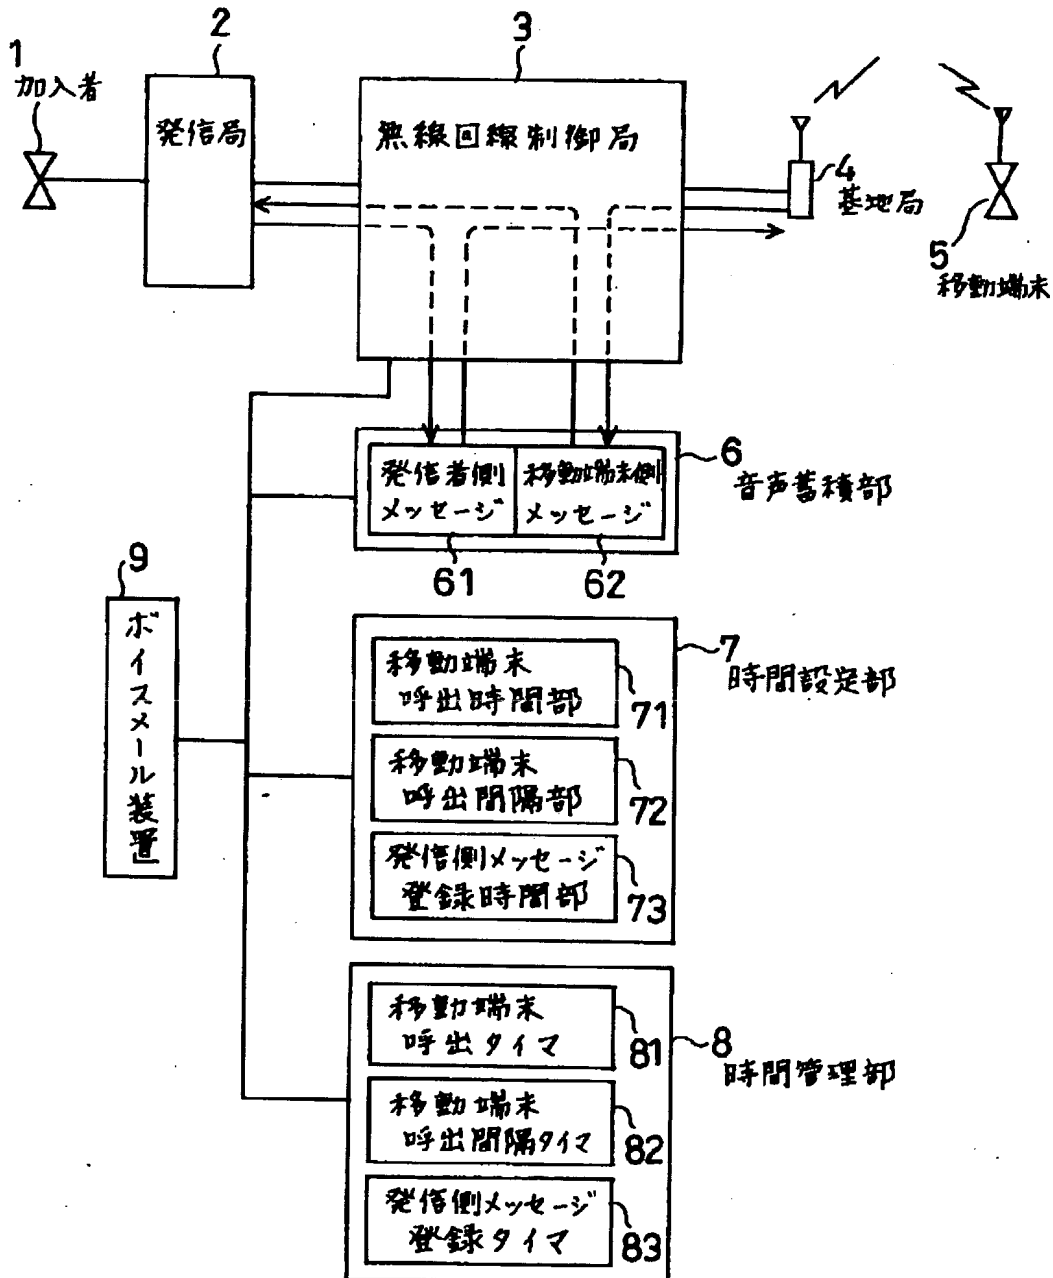 1
加入者
2
発信局
3
無線回線制御局
4
基地局
5
移動端末
発信者側
メッセージ
移動端末側
メッセージ
6
音声蓄積部
61
62
9
ボイスメール装置
7
時間設定部
移動端末
呼出時間部
71
移動端末
呼出間隔部
72
発信側メッセージ
登録時間部
73
8
時間管理部
移動端末
呼出タイマ
81
移動端末
呼出間隔タイマ
82
発信側メッセージ
登録タイマ
83